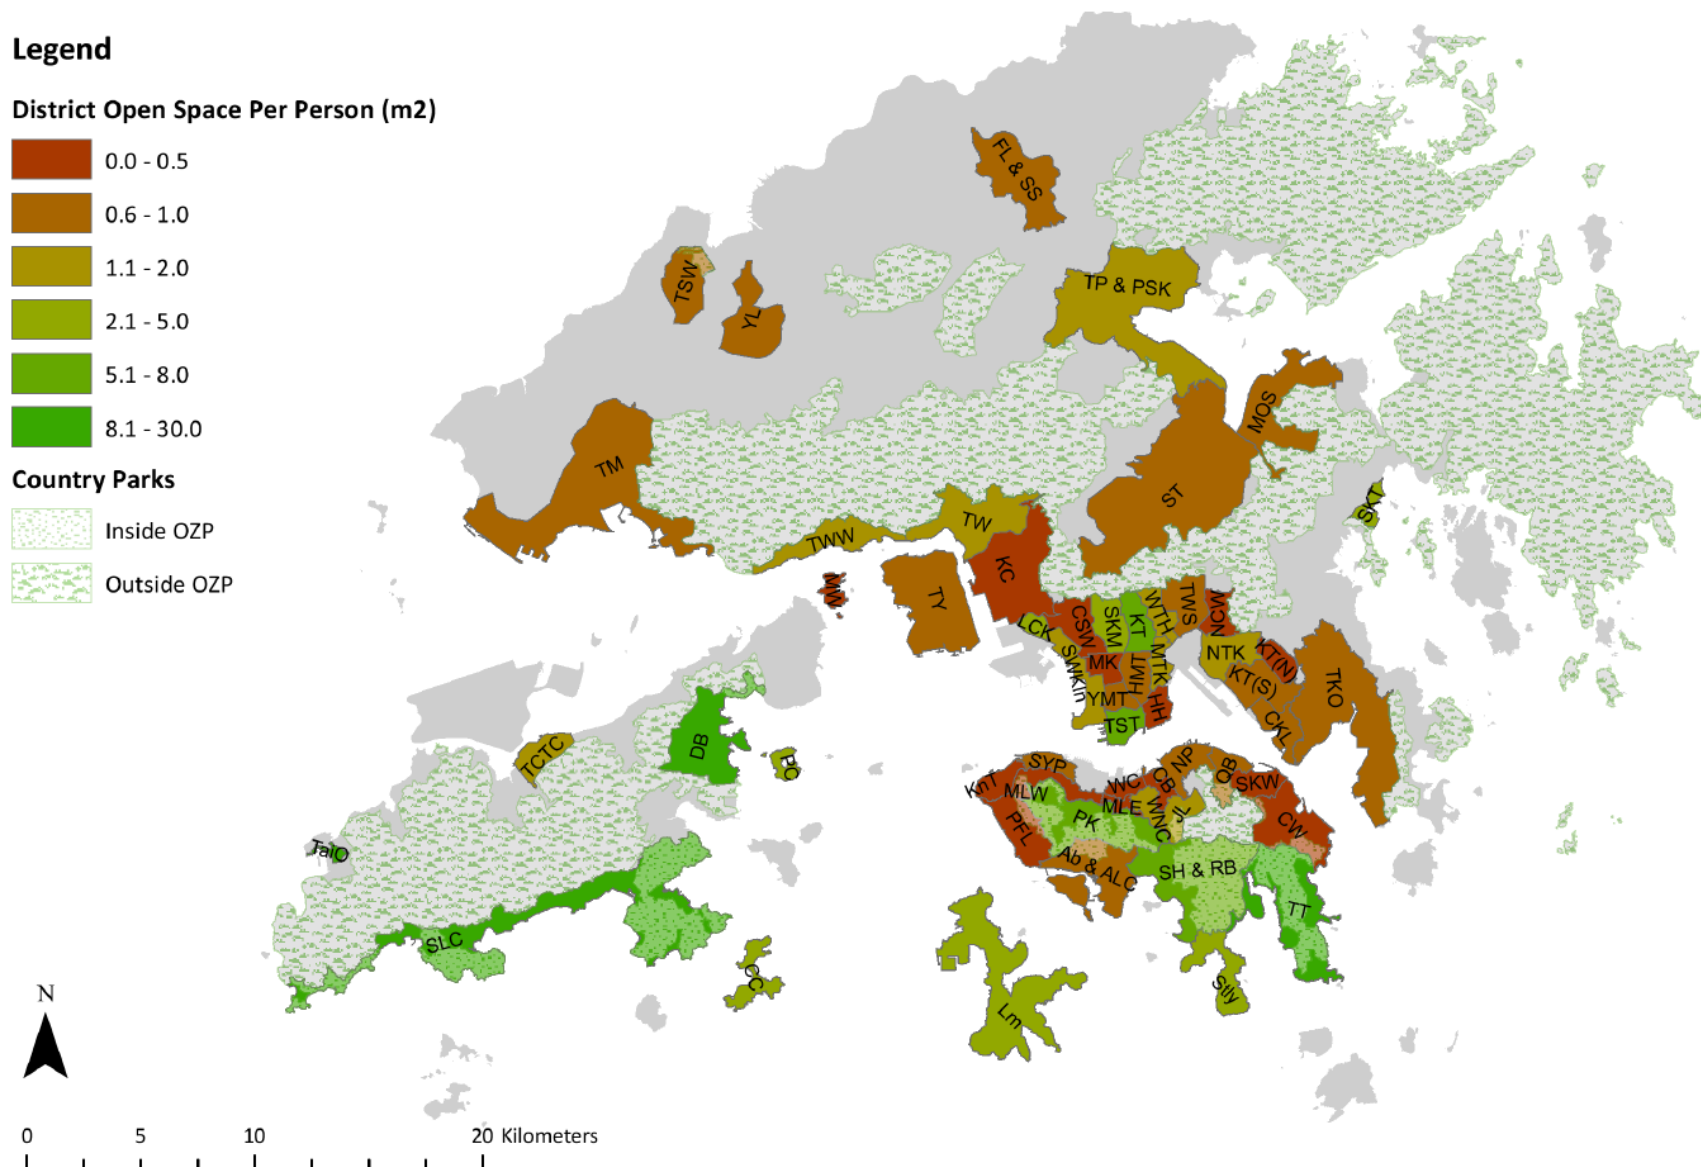 Legend
District Open Space Per Person (m2)
0.0 - 0.5
0.6 - 1.0
1.1 - 2.0
2.1 - 5.0
5.1 - 8.0
8.1 - 30.0
Country Parks
Inside OZP
Outside OZP
FL & SS
TSW
YL
TP & PSK
MOS
TM
ST
SKT
TW
TWW
KC
MW
TY
LCK
CSW
SKM
KT
WTH
TWS
NCW
SWKln
MK
HMT
MTK
NTK
KT(N)
KT(S)
YMT
HH
TKO
TST
CKL
TCTC
DB
PC
KnT
SYP
MLW
WC
CB
NP
QB
SKW
MLE
WNC
JL
PFL
PK
CW
TaiO
Ab & ALC
SH & RB
TT
SLC
CC
Stly
Lm
N
0
5
10
20 Kilometers